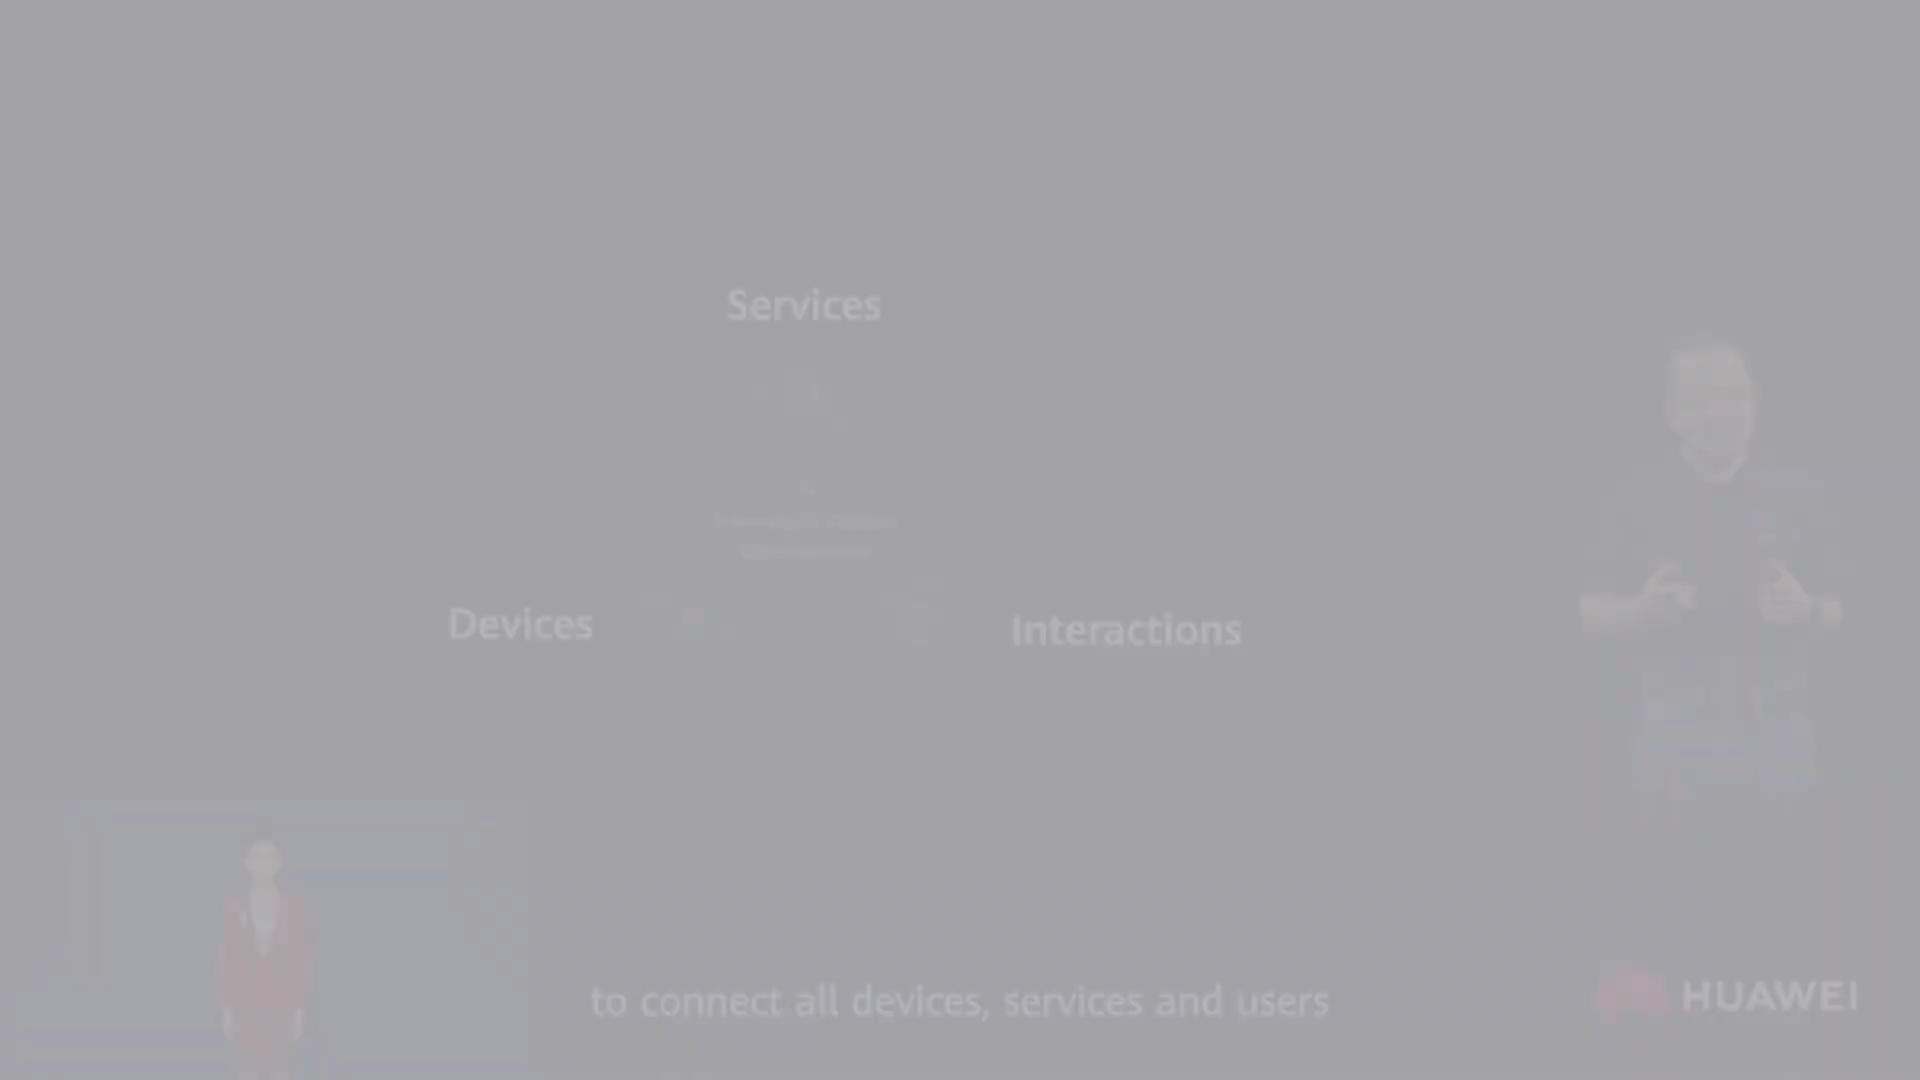 Services
Devices
Interactions
to connect all devices, services and users
HUAWEI